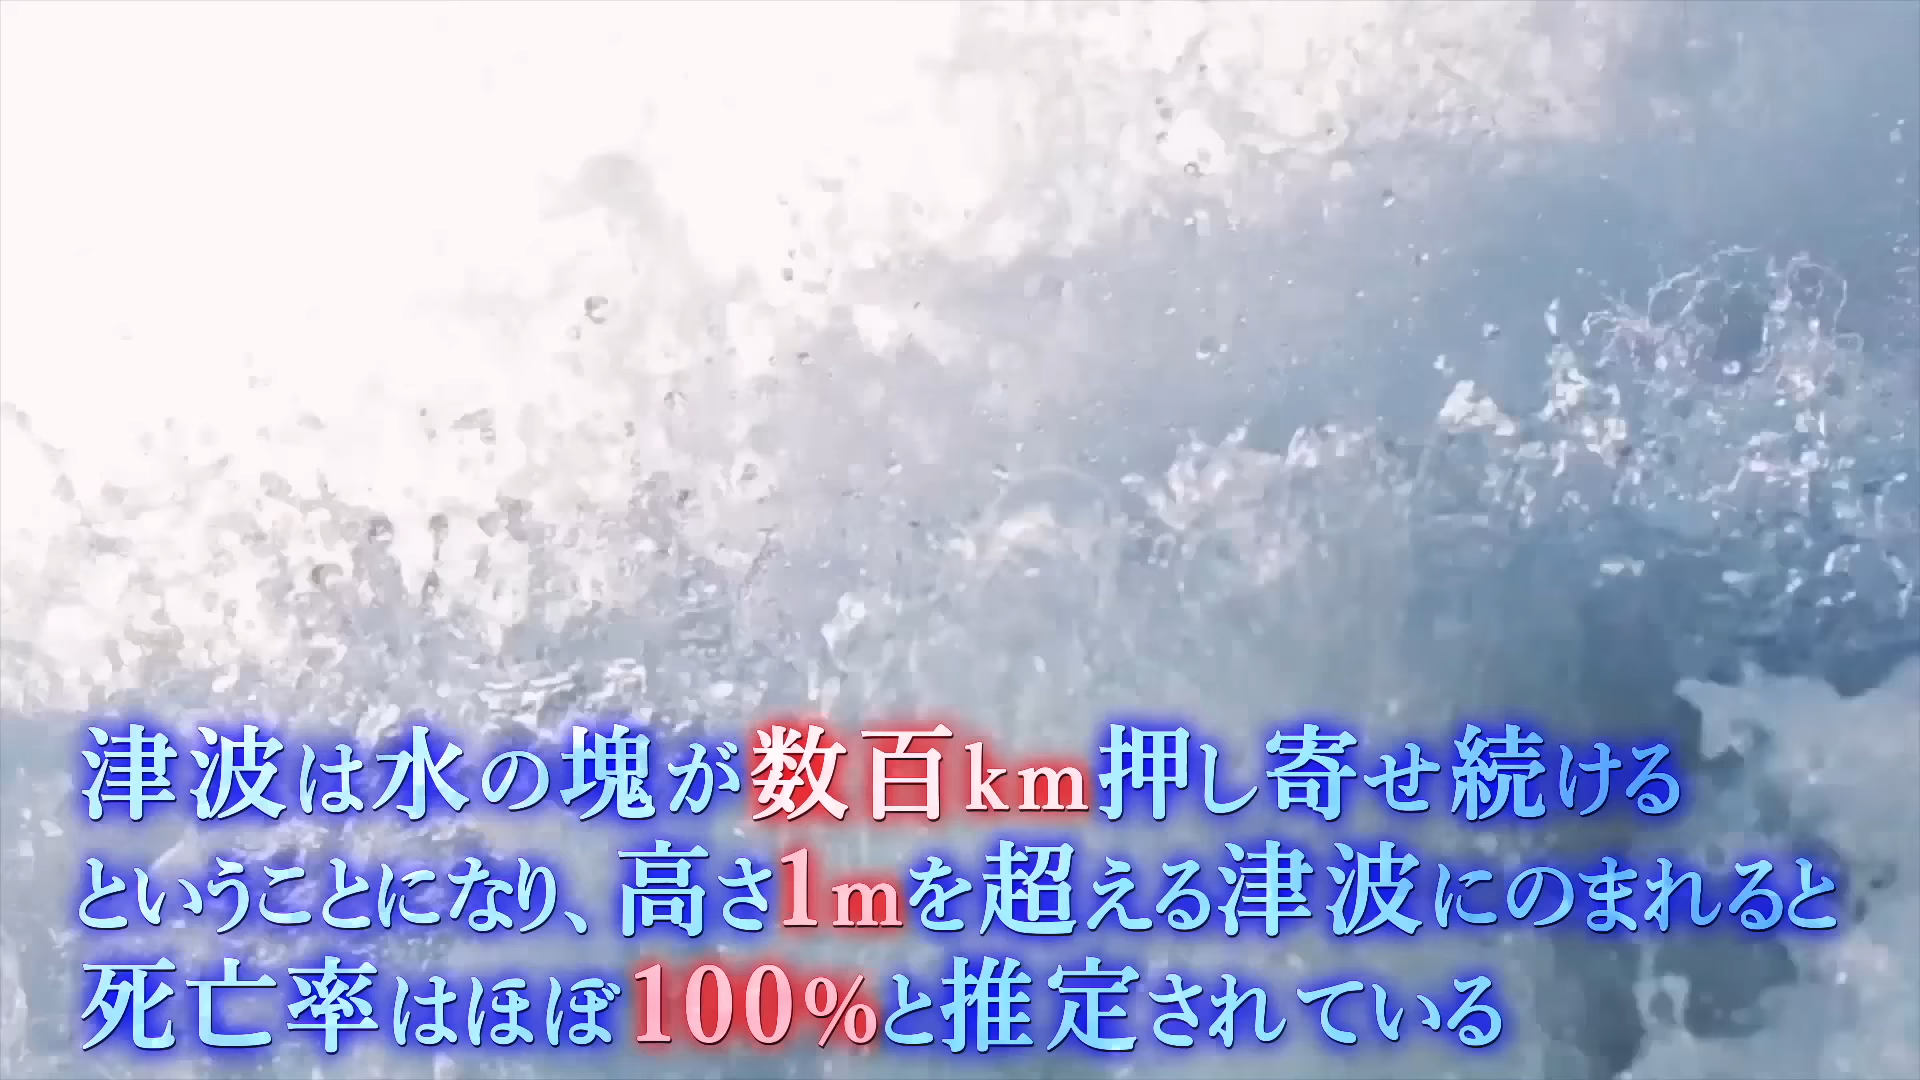 津波は水の塊が数百km押し寄せ続ける
ということになり、高さ1mを超える津波にのまれると
死亡率はほぼ100%と推定されている